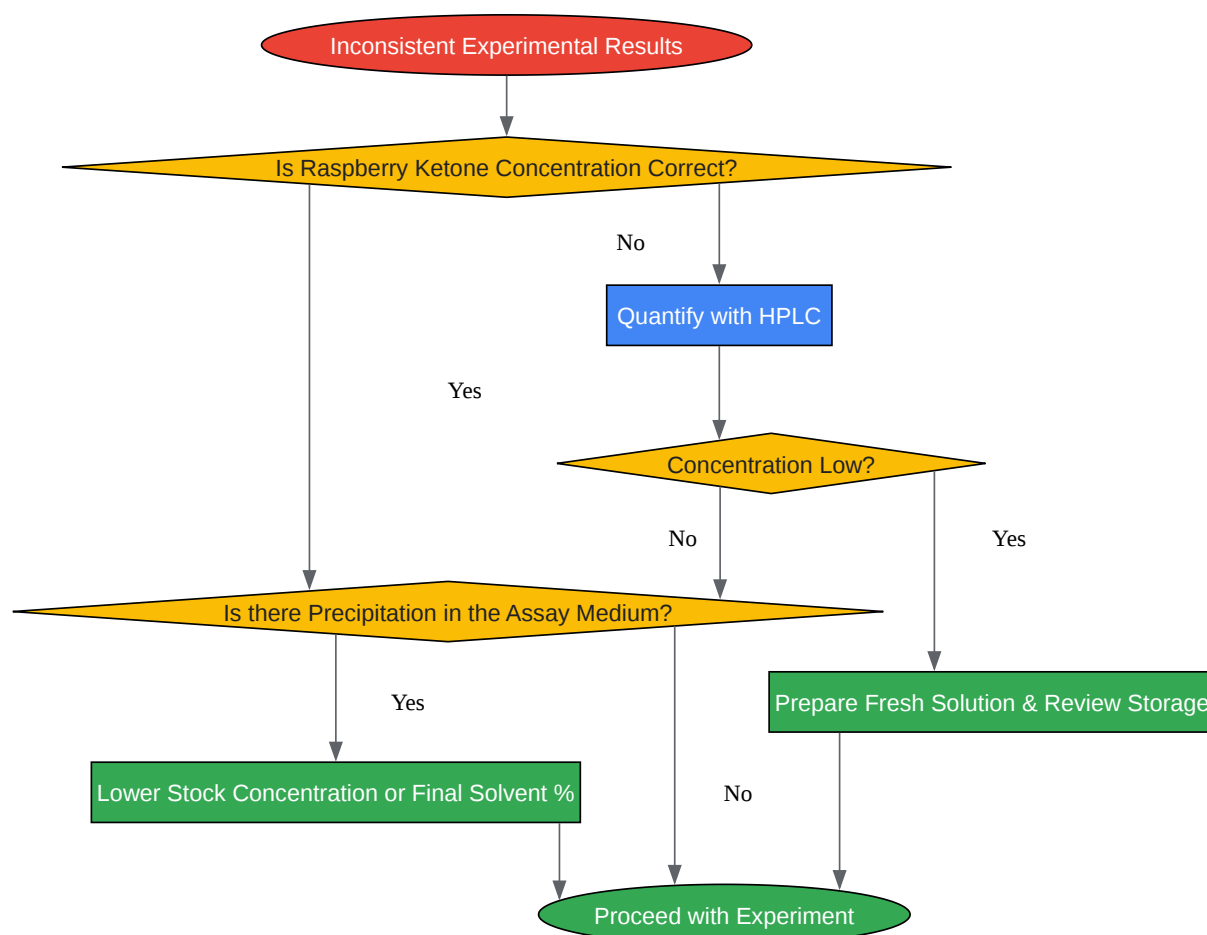 Inconsistent Experimental Results
Is Raspberry Ketone Concentration Correct?
No
Quantify with HPLC
Yes
Concentration Low?
No
Yes
Is there Precipitation in the Assay Medium?
Prepare Fresh Solution & Review Storage
Yes
Lower Stock Concentration or Final Solvent %
No
Proceed with Experiment